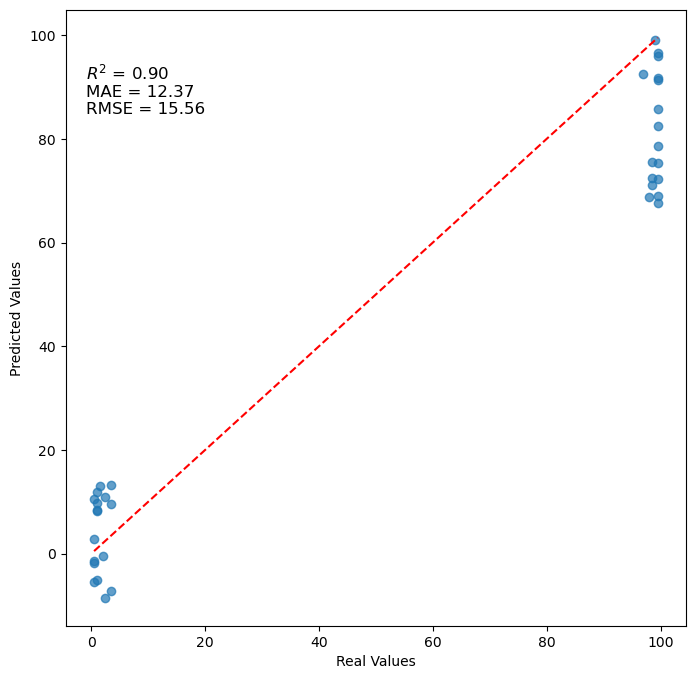 100
80
60
40
20
0
Predicted Values
R² = 0.90
MAE = 12.37
RMSE = 15.56
0 20 40 60 80 100
Real Values